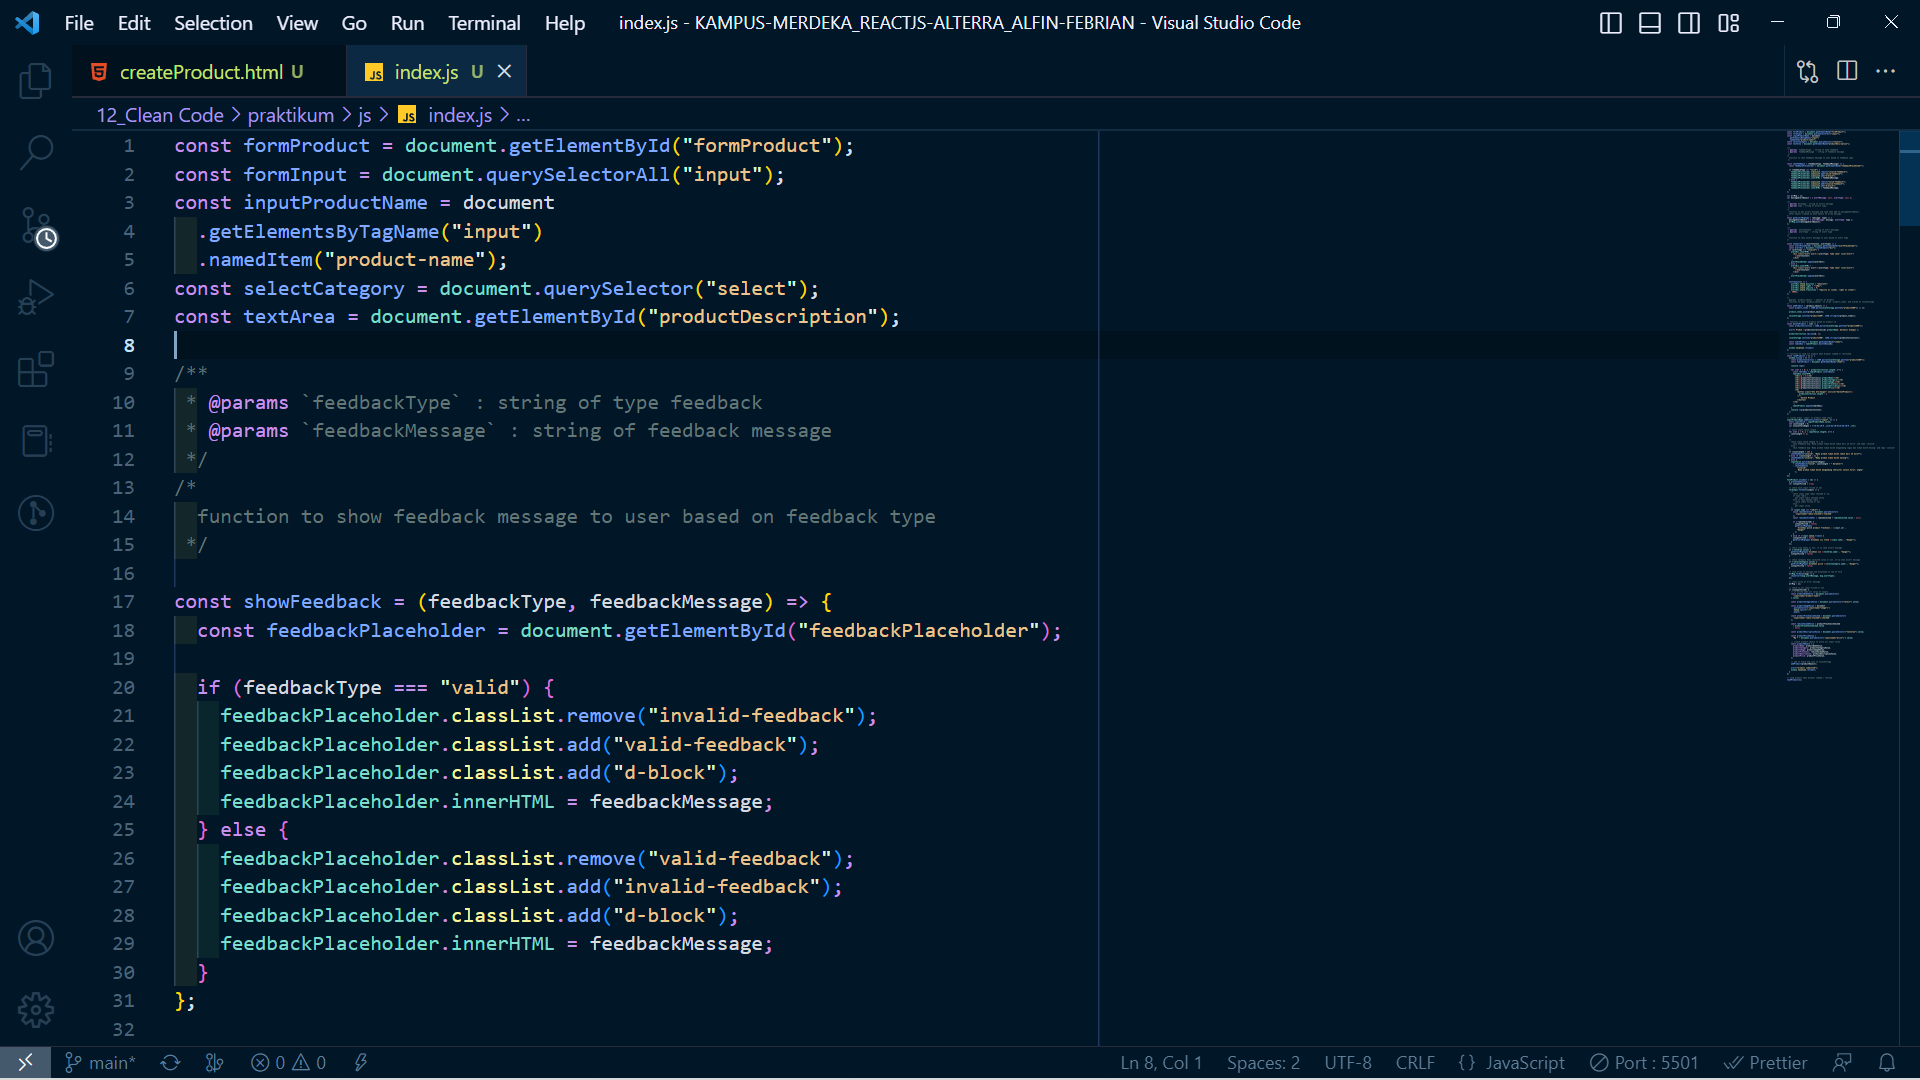 File Edit Selection View Go Run Terminal Help index.js - KAMPUS-MERDEKA_REACTJS-ALTERRA_ALFIN-FEBRIAN - Visual Studio Code
createProduct.html U JS index.js U
12_Clean Code > praktikum > js > JS index.js > ...
1 const formProduct = document.getElementById("formProduct");
2 const formInput = document.querySelectorAll("input");
3 const inputProductName = document
4 .getElementsByTagName("input")
5 .namedItem("product-name");
6 const selectCategory = document.querySelector("select");
7 const textArea = document.getElementById("productDescription");
8
9 /**
10 * @params `feedbackType` : string of type feedback
11 * @params `feedbackMessage` : string of feedback message
12 */
13 /*
14 function to show feedback message to user based on feedback type
15 */
16
17 const showFeedback = (feedbackType, feedbackMessage) => {
18 const feedbackPlaceholder = document.getElementById("feedbackPlaceholder");
19
20 if (feedbackType === "valid") {
21 feedbackPlaceholder.classList.remove("invalid-feedback");
22 feedbackPlaceholder.classList.add("valid-feedback");
23 feedbackPlaceholder.classList.add("d-block");
24 feedbackPlaceholder.innerHTML = feedbackMessage;
25 } else {
26 feedbackPlaceholder.classList.remove("valid-feedback");
27 feedbackPlaceholder.classList.add("invalid-feedback");
28 feedbackPlaceholder.classList.add("d-block");
29 feedbackPlaceholder.innerHTML = feedbackMessage;
30 }
31 };
32
main* 0 0 Ln 8, Col 1 Spaces: 2 UTF-8 CRLF {} JavaScript Port : 5501 Prettier